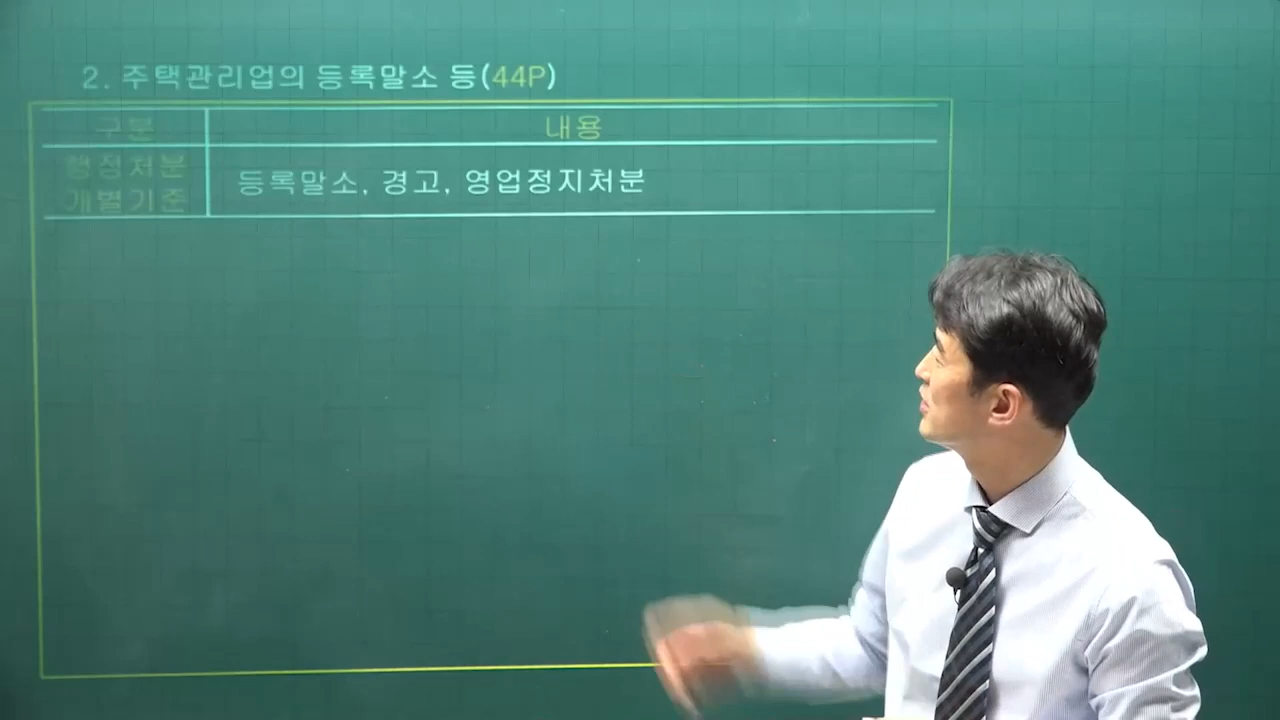 2. 주택관리업의 등록말소 등(44P)
구분 내용
행정처분
개별기준
등록말소, 경고, 영업정지처분